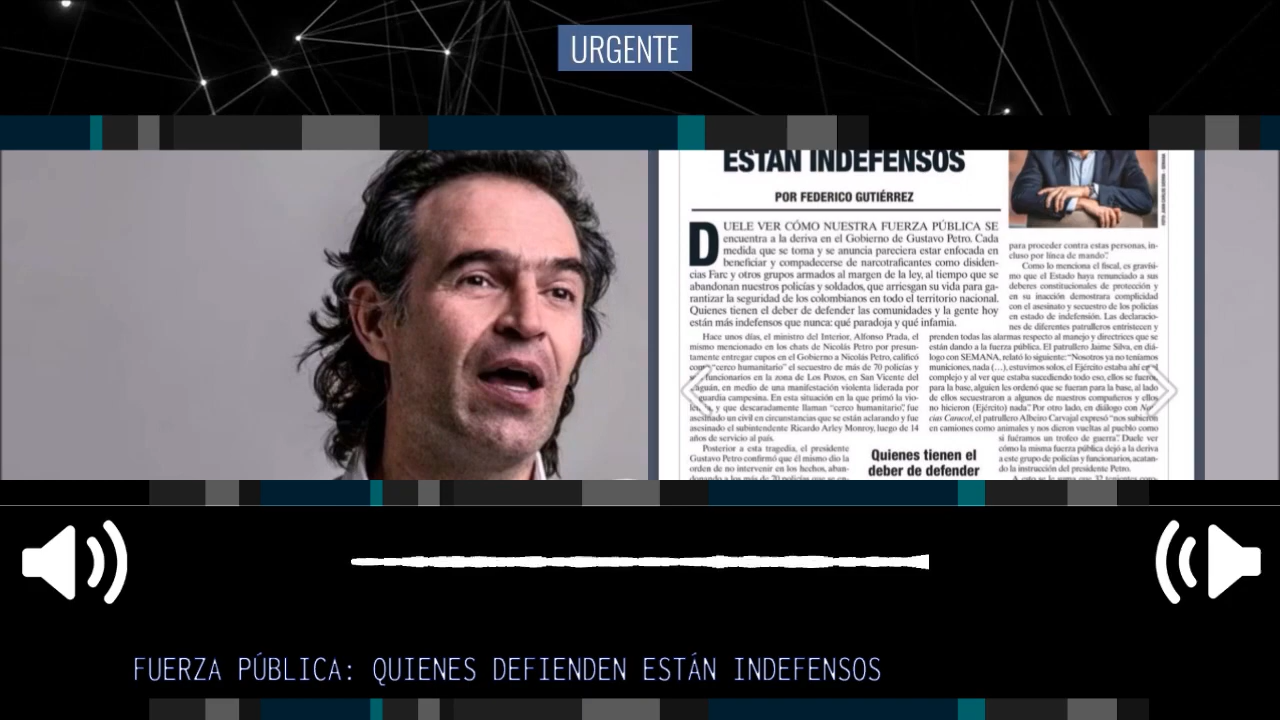 URGENTE
ESTÁN INDEFENSOS
POR FEDERICO GUTIÉRREZ
DUELE VER CÓMO NUESTRA FUERZA PÚBLICA SE
encuentra a la deriva en el Gobierno de Gustavo Petro. Cada
medida que se toma y se anuncia pareciera estar enfocada en
beneficiar y compadecerse de narcotraficantes como disiden-
cias Farc y otros grupos armados al margen de la ley, al tiempo que se
abandonan nuestros policías y soldados, que arriesgan su vida para ga-
rantizar la seguridad de los colombianos en todo el territorio nacional.
Quienes tienen el deber de defender las comunidades y la gente hoy
están más indefensos que nunca: qué paradoja y qué infamia.
Hace unos días, el ministro del Interior, Alfonso Prada, el
mismo mencionado en los chats de Nicolás Petro por presun-
tamente entregar cupos en el Gobierno a Nicolás Petro, calificó
como "cerco humanitario" el secuestro de más de 70 policías y
funcionarios en la zona de Los Pozos, en San Vicente del
Caguán, en medio de una manifestación violenta liderada por
guardia campesina. En esta situación en la que primó la vio-
lencia, y que descaradamente llaman "cerco humanitario", fue
asesinado un civil en circunstancias que se están aclarando y fue
asesinado el subintendente Ricardo Arley Monroy, luego de 14
años de servicio al país.
Posterior a esta tragedia, el presidente
Gustavo Petro confirmó que él mismo dio la
orden de no intervenir en los hechos, aban-
donando a los más de 70 policías que se en-
Quienes tienen el
deber de defender
para proceder contra estas personas, in-
cluso por línea de mando".
Como lo menciona el fiscal, es gravísi-
mo que el Estado haya renunciado a sus
deberes constitucionales de protección y
en su inacción demostrara complicidad
con el asesinato y secuestro de los policías
en estado de indefensión. Las declaracio-
nes de diferentes patrulleros entristecen y
prenden todas las alarmas respecto al manejo y directrices que se
están dando a la fuerza pública. El patrullero Jaime Silva, en diá-
logo con SEMANA, relató lo siguiente: "Nosotros ya no teníamos
municiones, nada (…), estuvimos solos, el Ejército estaba ahí en el
complejo y al ver que estaba sucediendo todo eso, ellos se fueron
para la base, alguien les ordenó que se fueran para la base, al lado
de ellos secuestraron a algunos de nuestros compañeros y ellos
no hicieron (Ejército) nada". Por otro lado, en diálogo con No-
cias Caracol, el patrullero Albeiro Carvajal expresó "nos subieron
en camiones como animales y nos dieron vueltas al pueblo como
si fuéramos un trofeo de guerra". Duele ver
cómo la misma fuerza pública dejó a la deriva
a este grupo de policías y funcionarios, acatan-
do la instrucción del presidente Petro.
A esto se le suma que 32
FUERZA PÚBLICA: QUIENES DEFIENDEN ESTÁN INDEFENSOS